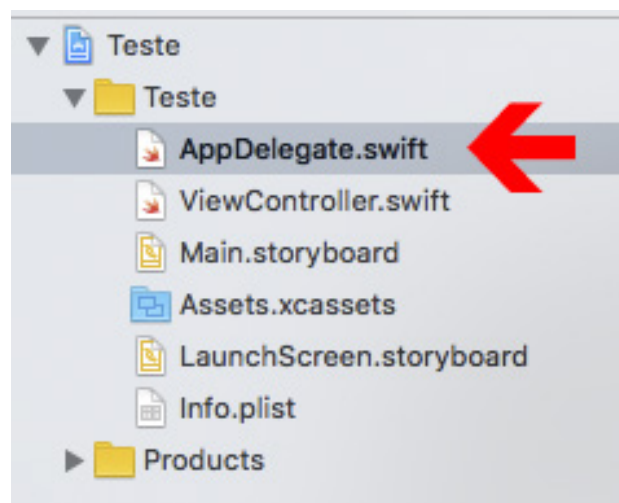 Teste
Teste
AppDelegate.swift
ViewController.swift
Main.storyboard
Assets.xcassets
LaunchScreen.storyboard
Info.plist
Products